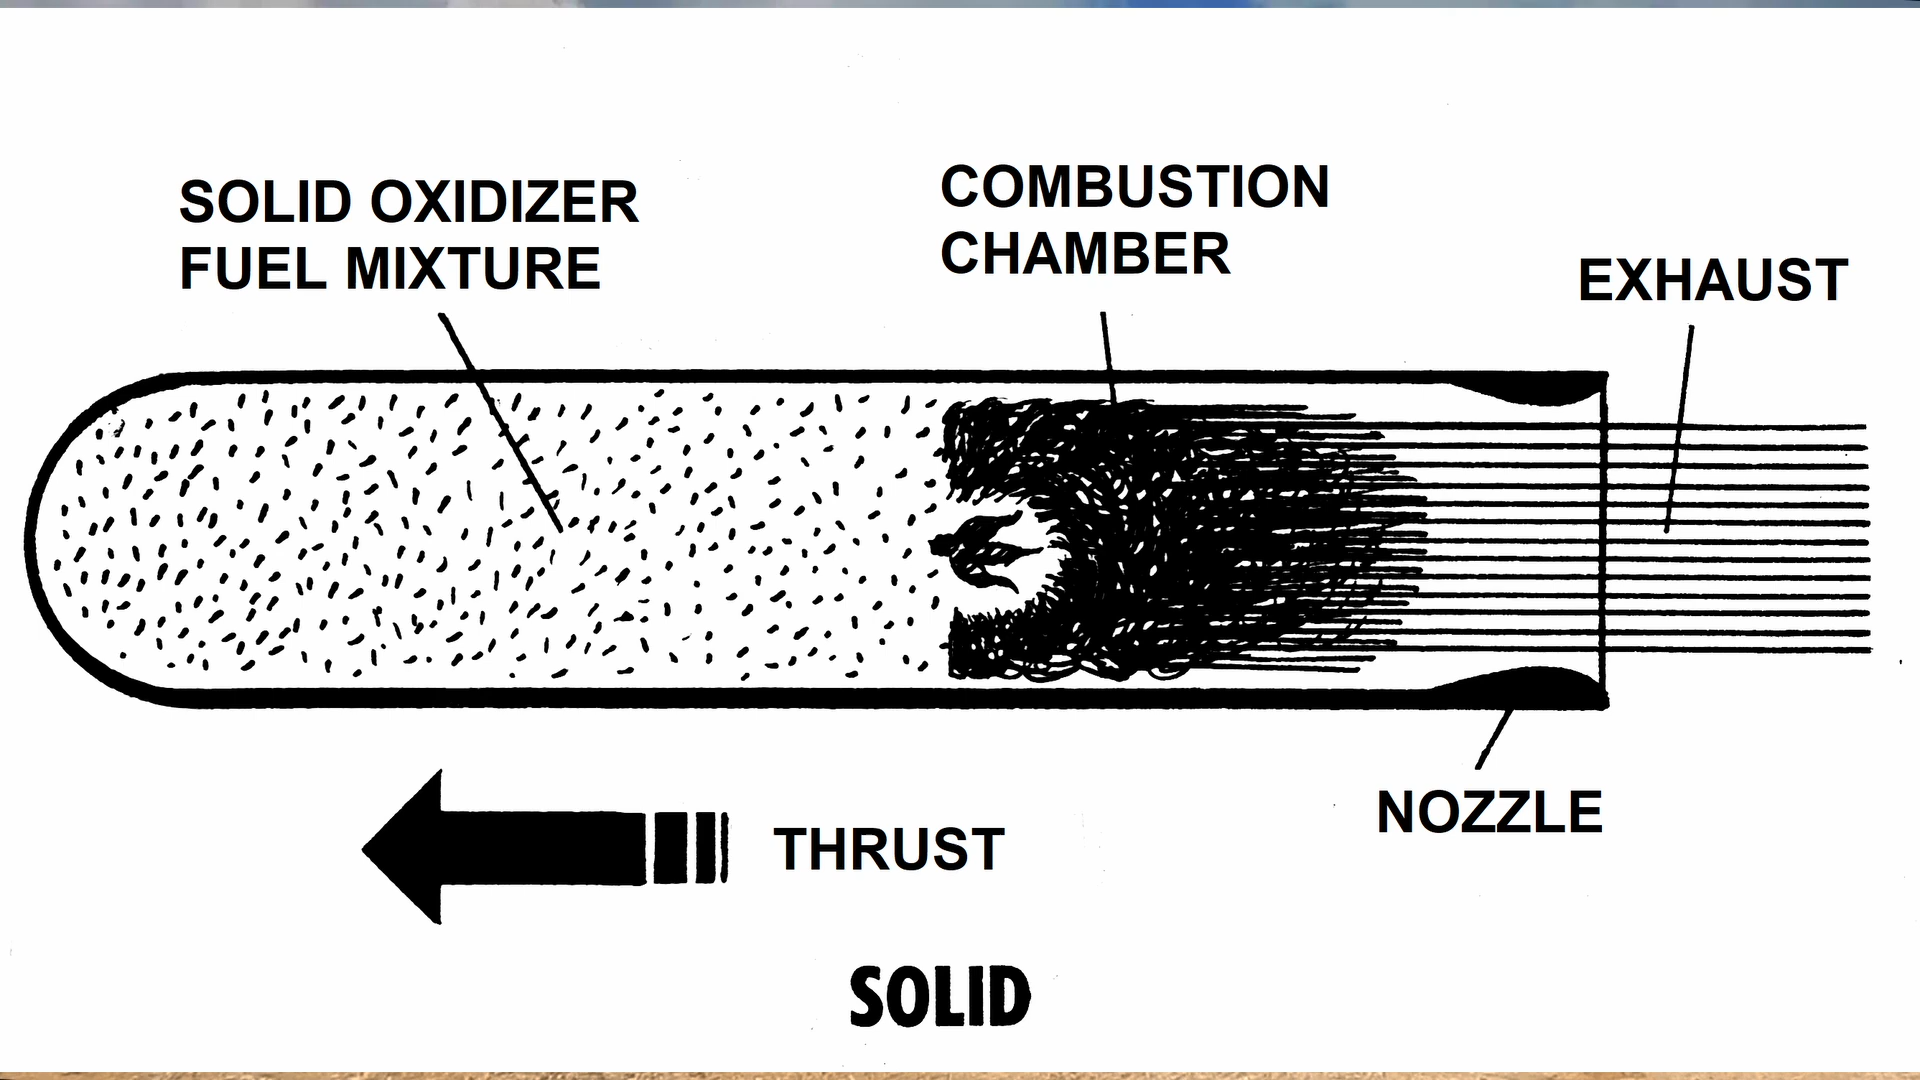 SOLID OXIDIZER
FUEL MIXTURE
COMBUSTION
CHAMBER
EXHAUST
NOZZLE
THRUST
SOLID